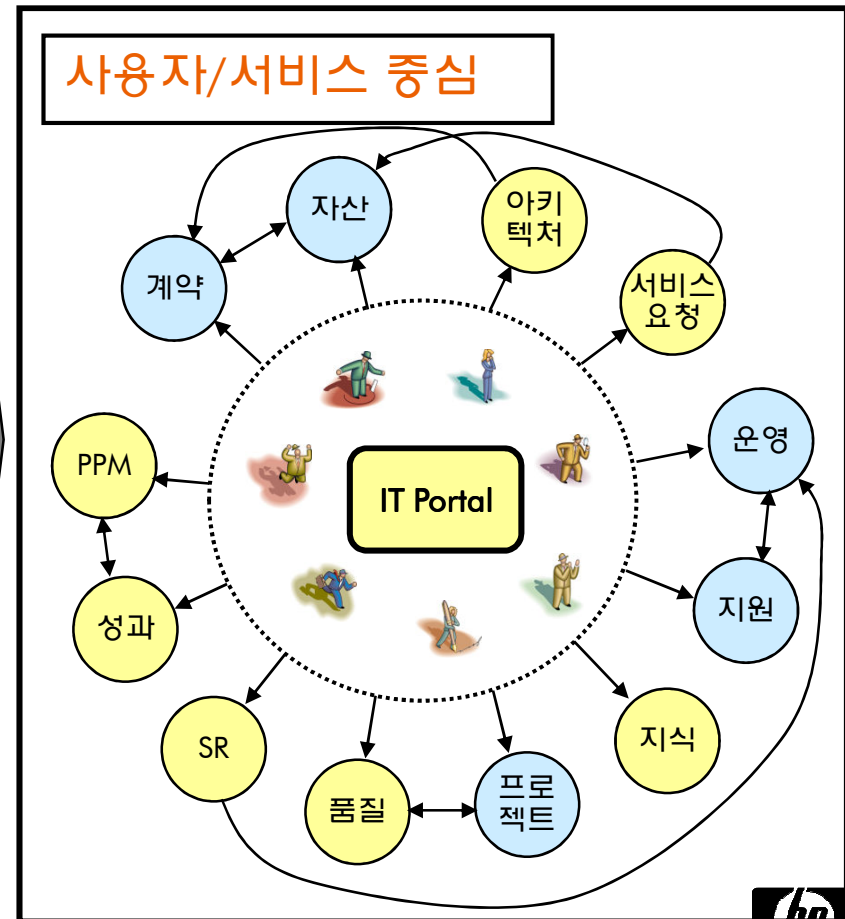 사용자/서비스 중심
자산
아키
텍처
계약
서비스
요청
운영
PPM
IT Portal
성과
지원
SR
지식
품질
프로
젝트
hp